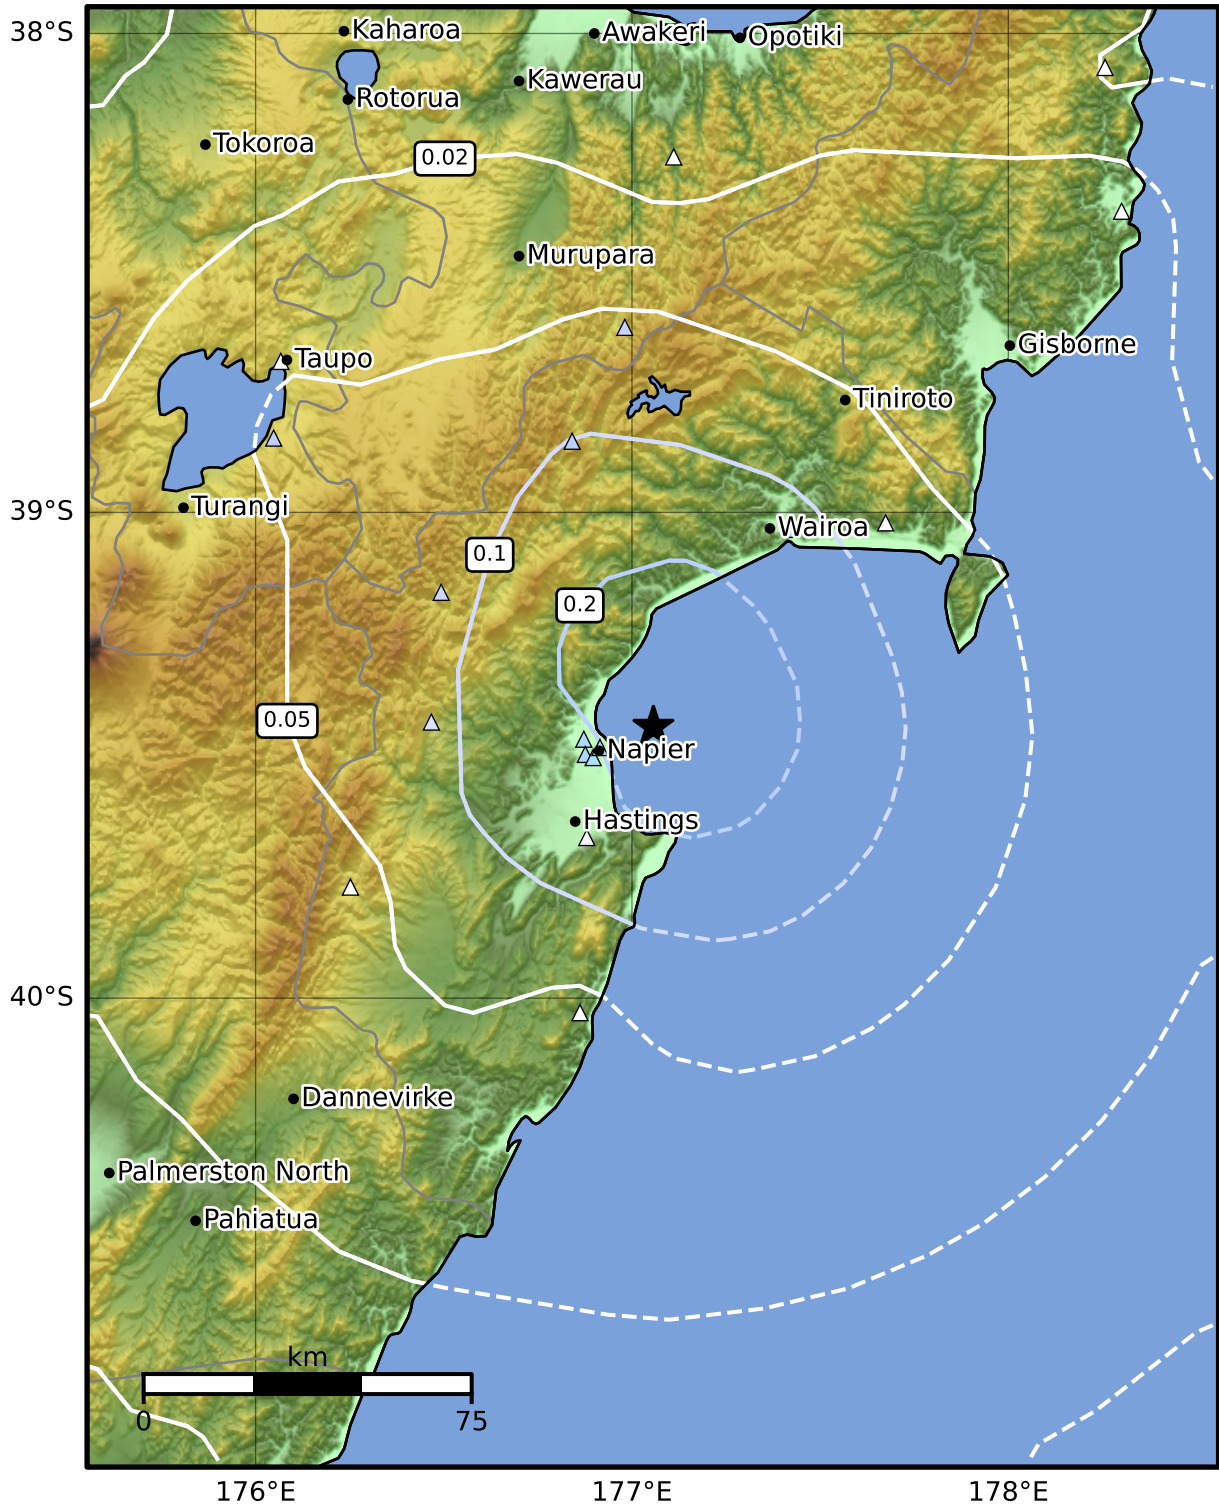 38°S
Kaharoa
Awakeri
Opotiki
Kawerau
Rotorua
Tokoroa
0.02
Murupara
Gisborne
Taupo
Tiniroto
39°S
Turangi
Wairoa
0.1
0.2
0.05
Napier
Hastings
40°S
Dannevirke
Palmerston North
Pahiatua
km
0
75
176°E
177°E
178°E